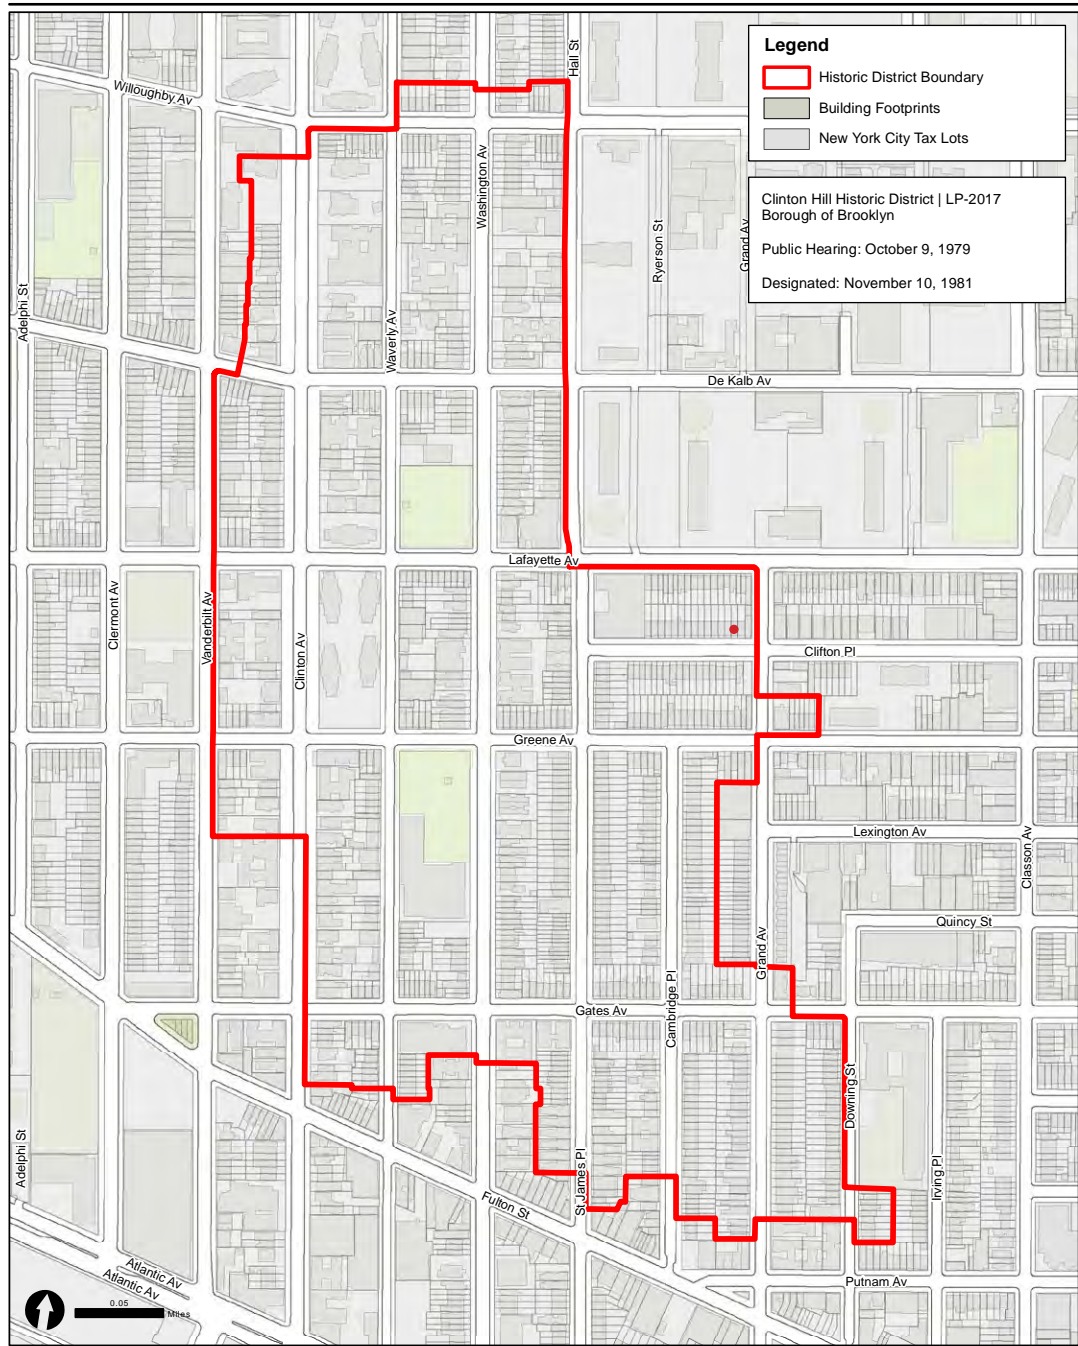 Legend
Historic District Boundary
Building Footprints
New York City Tax Lots
Clinton Hill Historic District | LP-2017
Borough of Brooklyn
Public Hearing: October 9, 1979
Designated: November 10, 1981
Hall St
Willoughby Av
Washington Av
Ryerson St
Grand Av
Adelphi St
Waverly Av
De Kalb Av
Lafayette Av
Clermont Av
Vanderbilt Av
Clinton Av
Clifton Pl
Greene Av
Lexington Av
Classon Av
Quincy St
Grand Av
Cambridge Pl
Gates Av
Downing St
Adelphi St
St James Pl
Irving Pl
Fulton St
Atlantic Av
Atlantic Av
Putnam Av
0.05
Miles